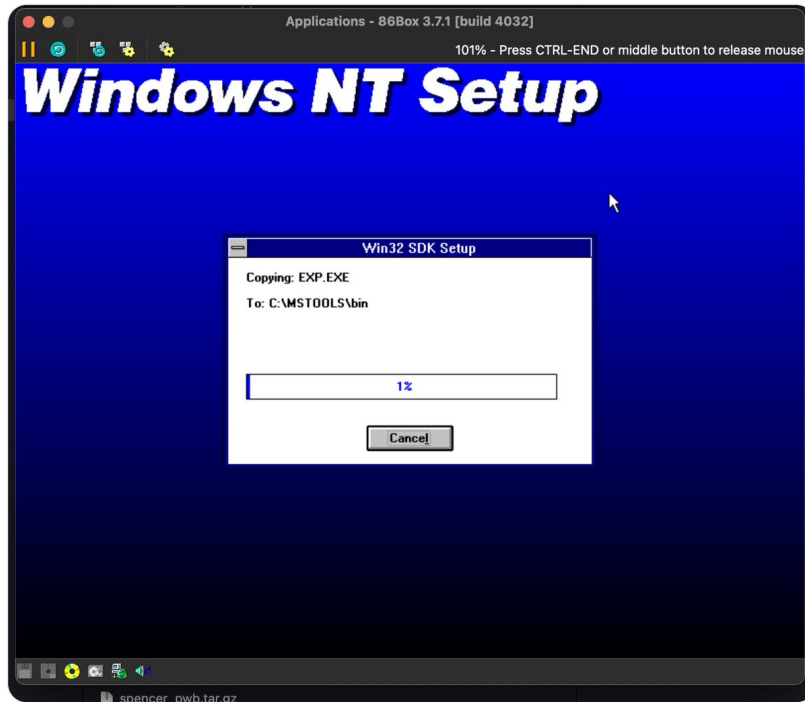 Applications - 86Box 3.7.1 [build 4032]
101% - Press CTRL-END or middle button to release mouse
Windows NT Setup
Win32 SDK Setup
Copying: EXP.EXE
To: C:\MSTOOLS\bin
1%
Cancel
spencer_pwb.tar.gz